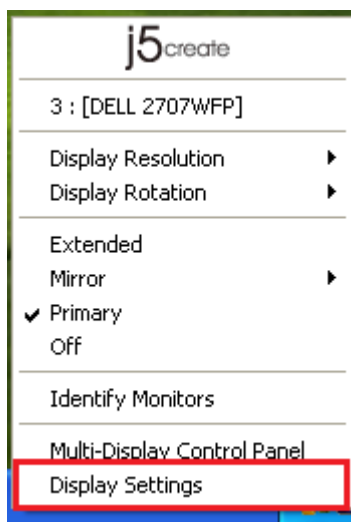 j5create
3 : [DELL 2707WFP]
Display Resolution
Display Rotation
Extended
Mirror
Primary
Off
Identify Monitors
Multi-Display Control Panel
Display Settings